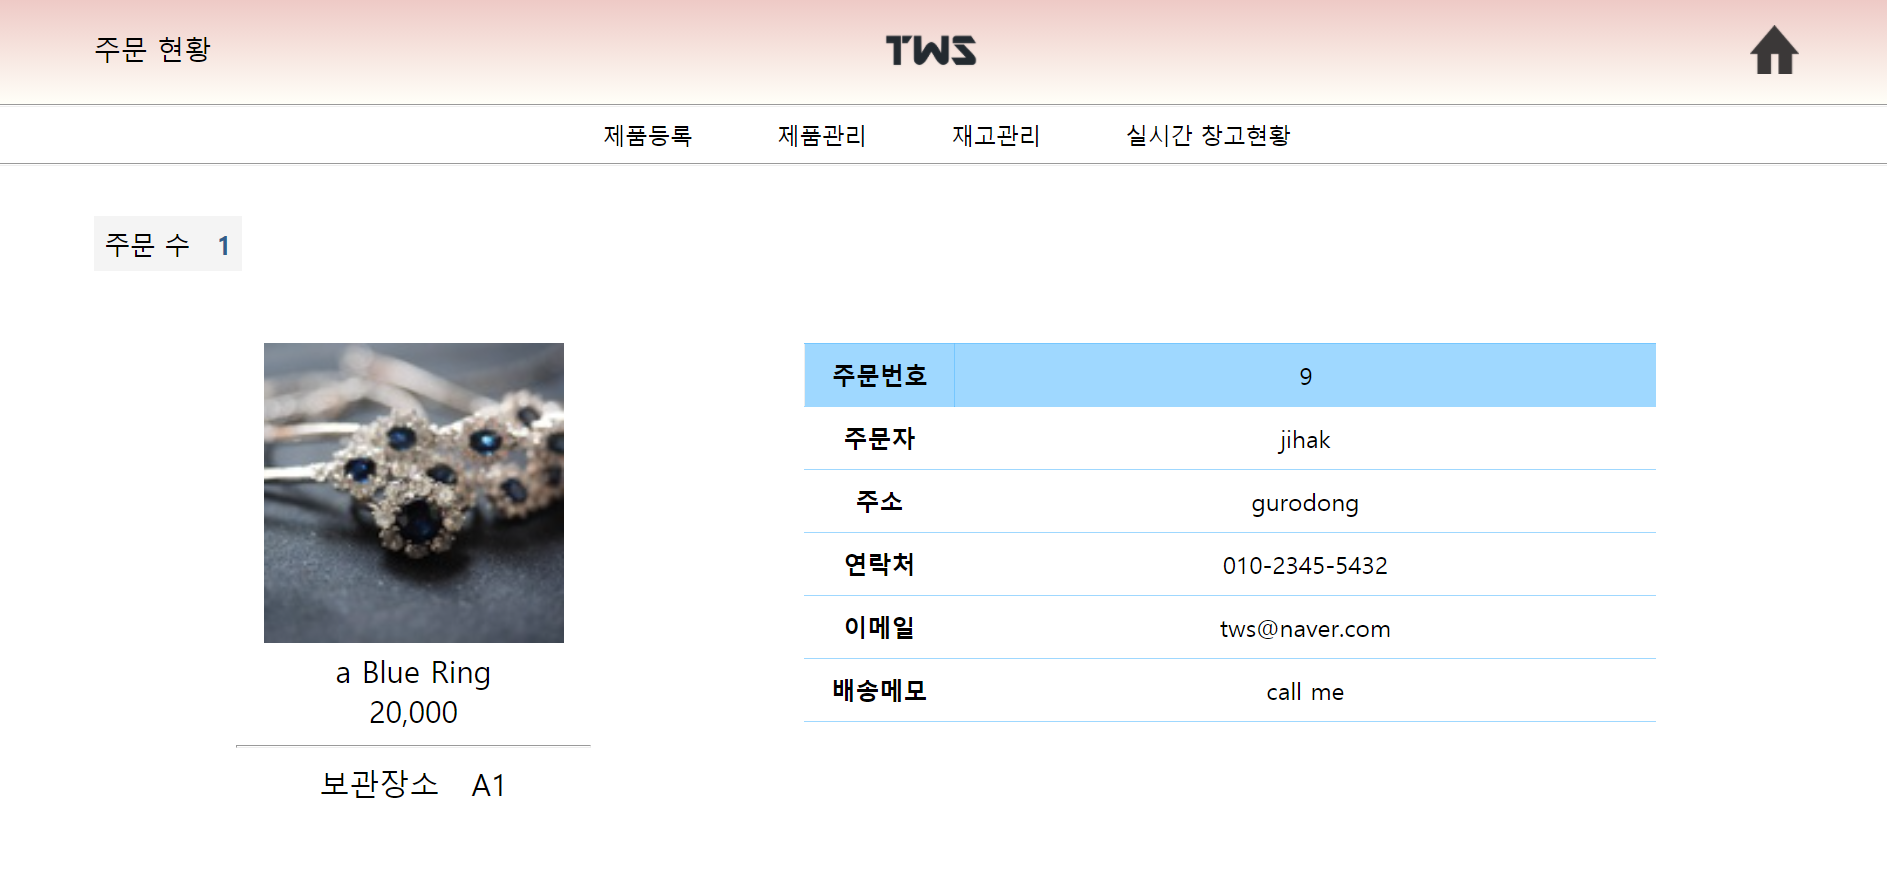 주문 현황
TWS
제품등록 제품관리 재고관리 실시간 창고현황
주문 수 1
a Blue Ring
20,000
보관장소 A1
주문번호 9
주문자 jihak
주소 gurodong
연락처 010-2345-5432
이메일 tws@naver.com
배송메모 call me